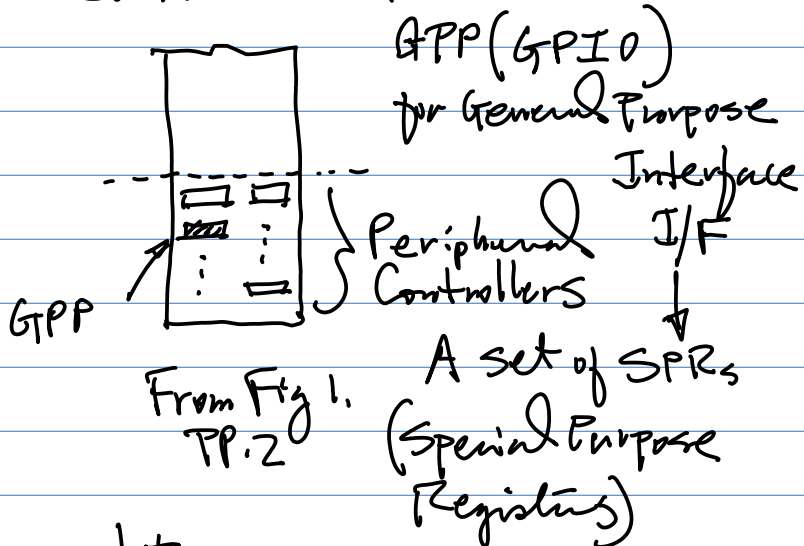 GPP (GPIO)
for General Purpose
Interface
I/F
Peripheral
Controllers
GPP
A set of SPRs
From Fig 1.
PP.2
(Special Purpose
Registers)